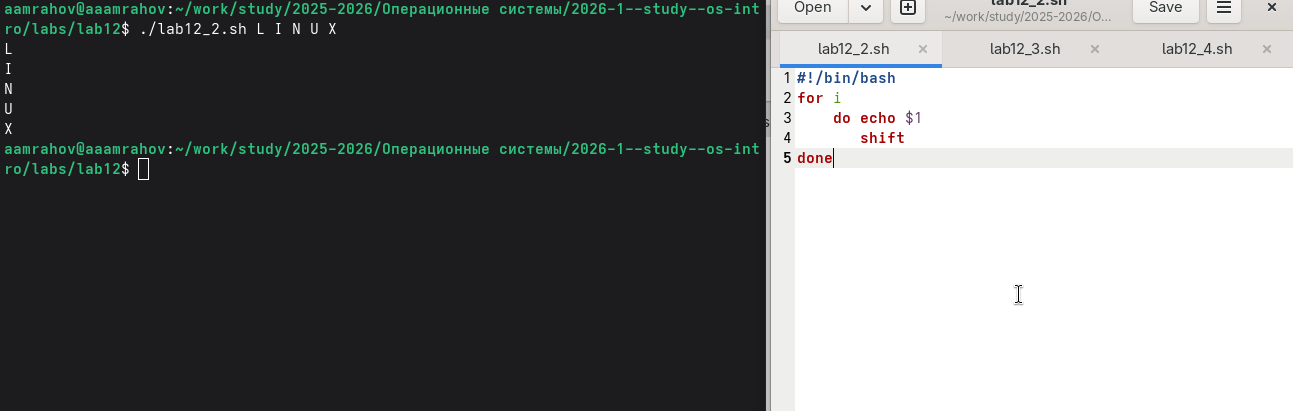 aamrahov@aaamrahov:~/work/study/2025-2026/Операционные системы/2026-1--study--os-int
ro/labs/lab12$ ./lab12_2.sh L I N U X
L
I
N
U
X
aamrahov@aaamrahov:~/work/study/2025-2026/Операционные системы/2026-1--study--os-int
ro/labs/lab12$
Open
lab12_2.sh
~/work/study/2025-2026/О...
Save
lab12_2.sh
lab12_3.sh
lab12_4.sh
1 #!/bin/bash
2 for i
3     do echo $1
4        shift
5 done